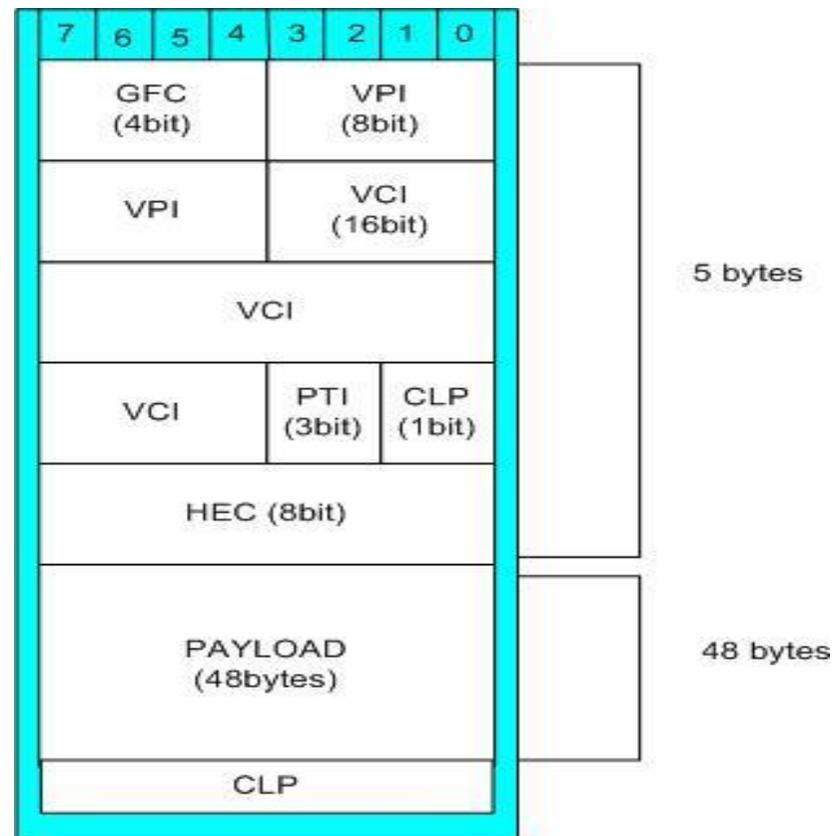 7 6 5 4 3 2 1 0
GFC
(4bit)
VPI
(8bit)
VPI
VCI
(16bit)
VCI
VCI
PTI
(3bit)
CLP
(1bit)
HEC (8bit)
5 bytes
PAYLOAD
(48bytes)
48 bytes
CLP